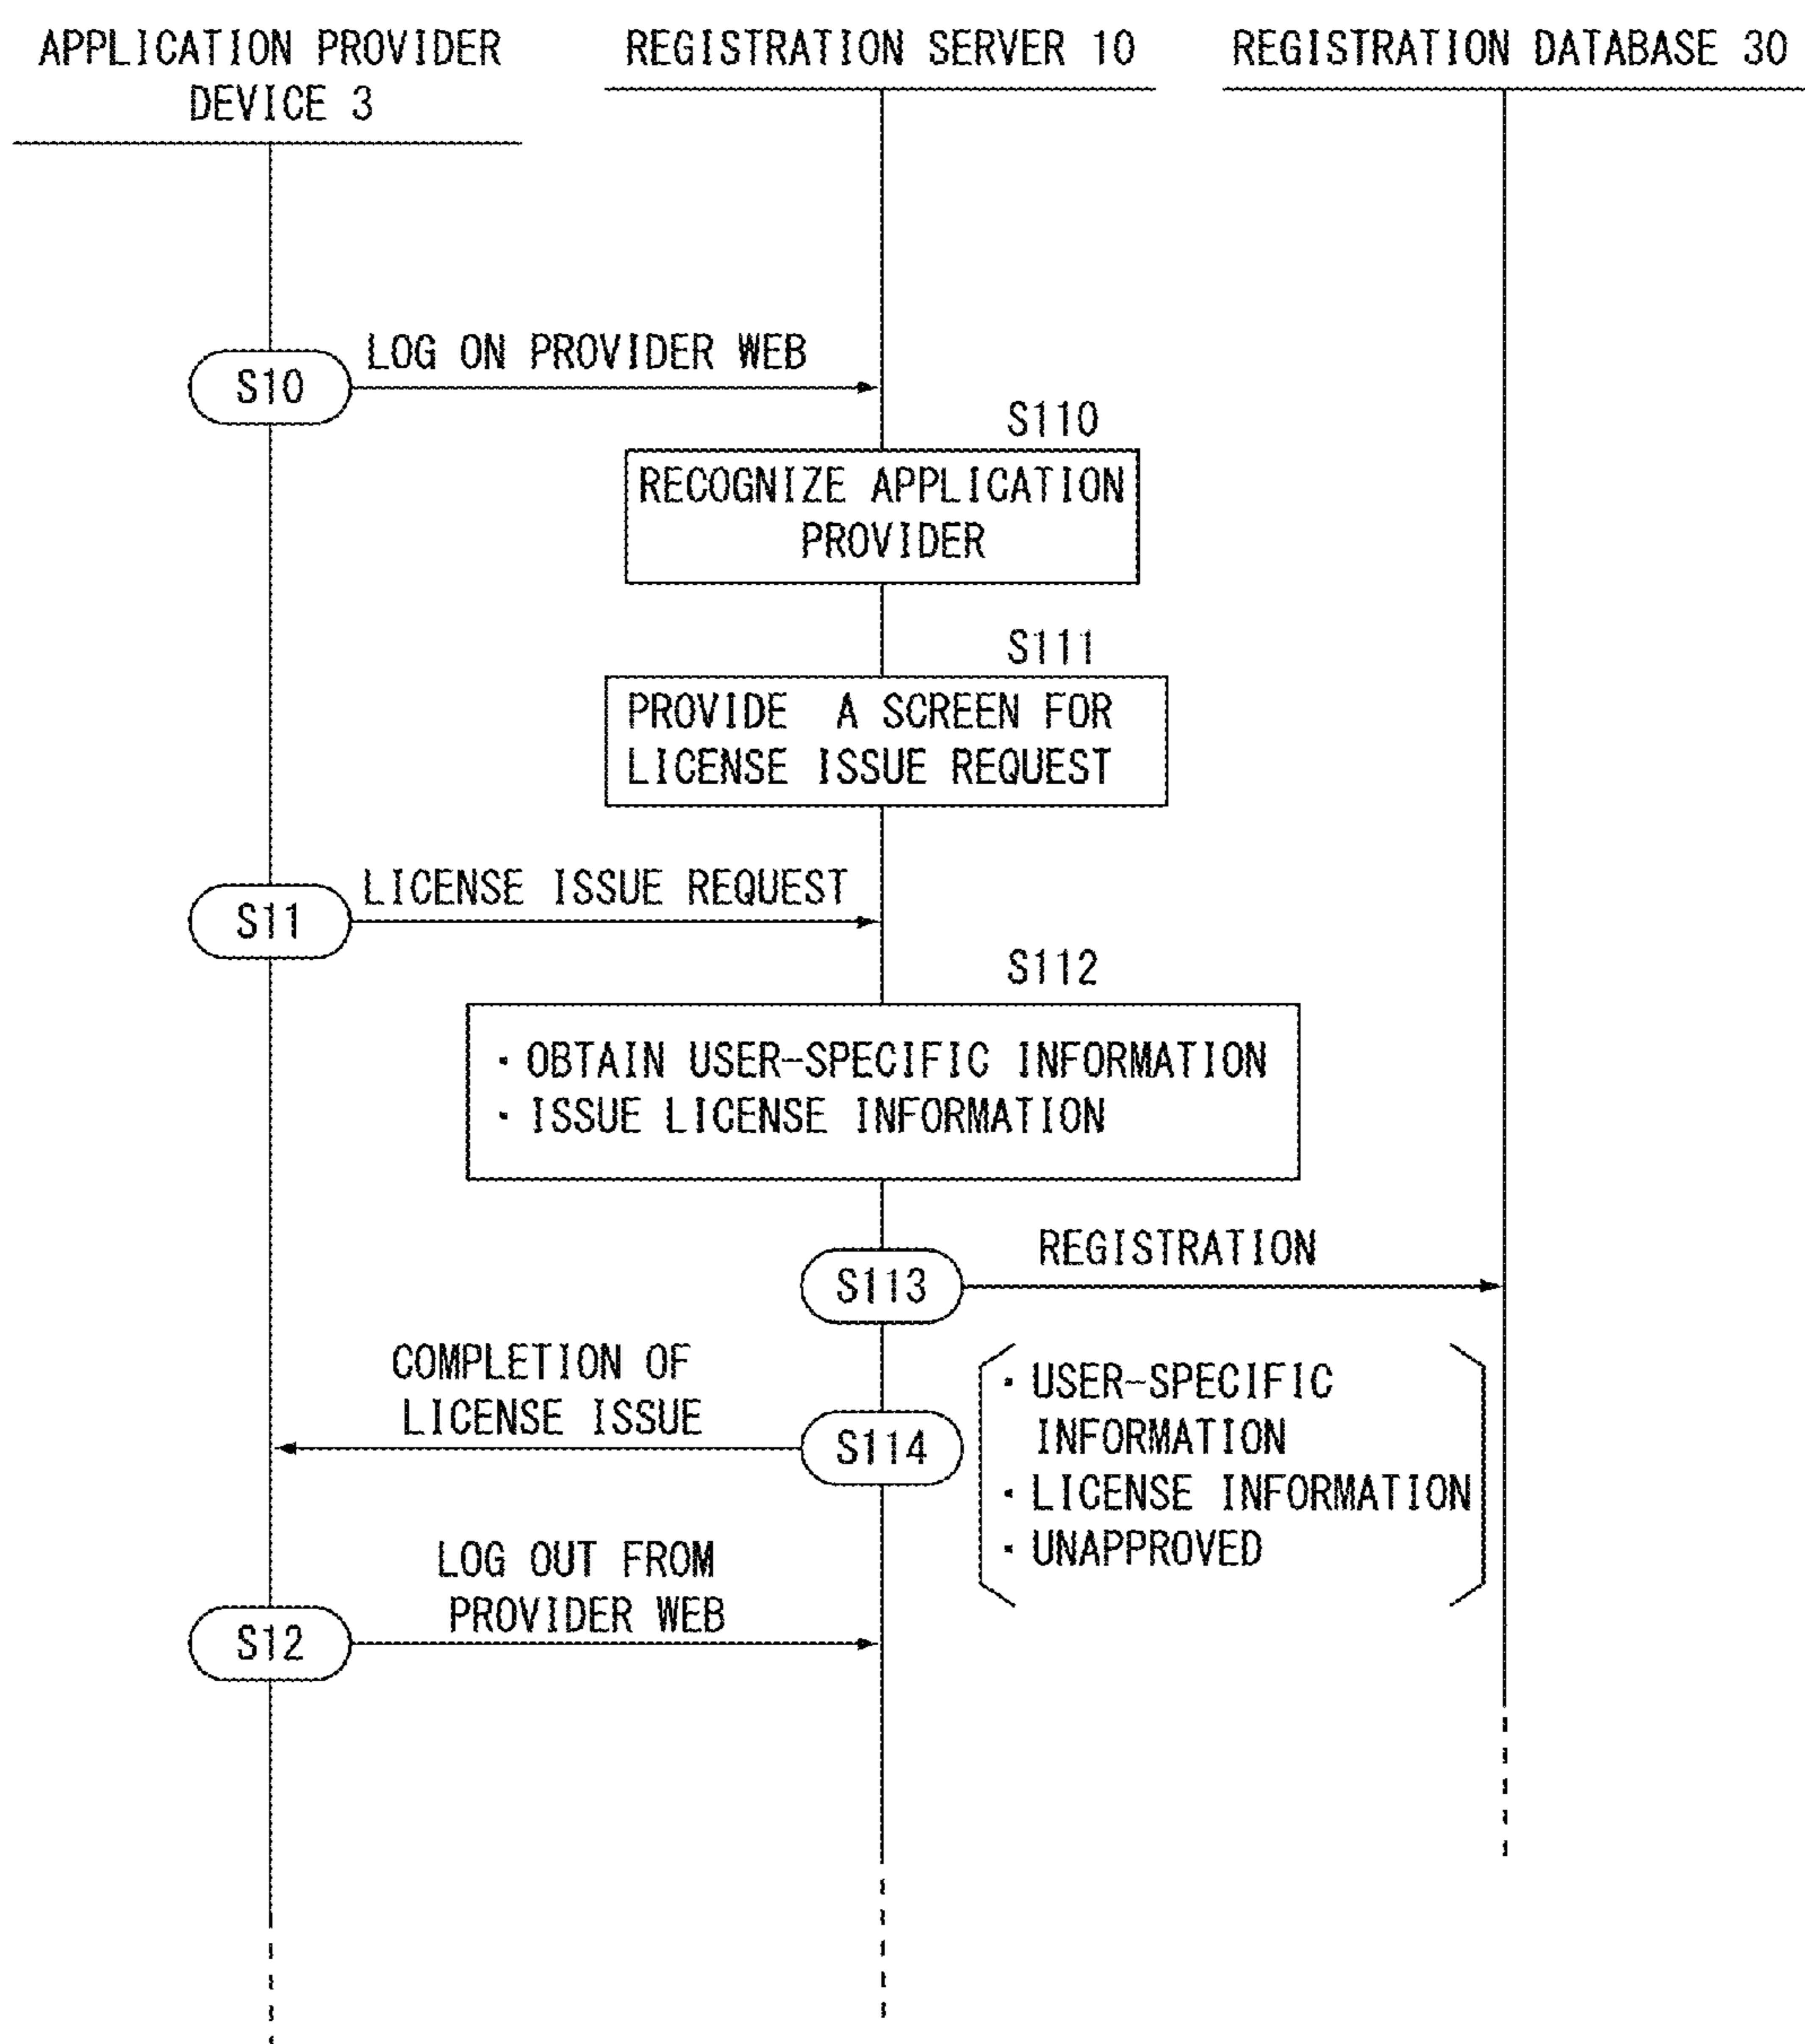 APPLICATION PROVIDER
DEVICE 3
REGISTRATION SERVER 10
REGISTRATION DATABASE 30
LOG ON PROVIDER WEB
S10
S110
RECOGNIZE APPLICATION
PROVIDER
S111
PROVIDE A SCREEN FOR
LICENSE ISSUE REQUEST
LICENSE ISSUE REQUEST
S11
S112
・OBTAIN USER-SPECIFIC INFORMATION
・ISSUE LICENSE INFORMATION
REGISTRATION
S113
COMPLETION OF
LICENSE ISSUE
S114
・USER-SPECIFIC
INFORMATION
・LICENSE INFORMATION
・UNAPPROVED
LOG OUT FROM
PROVIDER WEB
S12